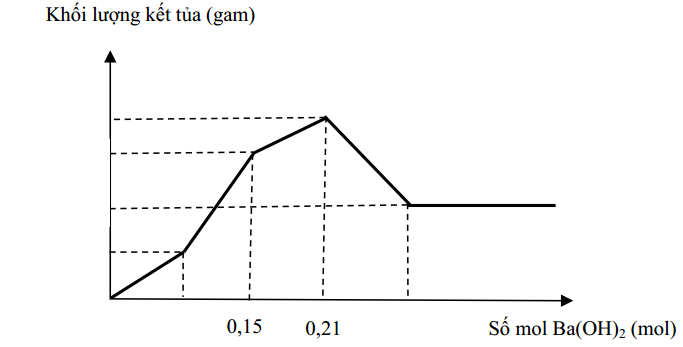 Khối lượng kết tủa (gam)
0,15
0,21
Số mol Ba(OH)₂ (mol)